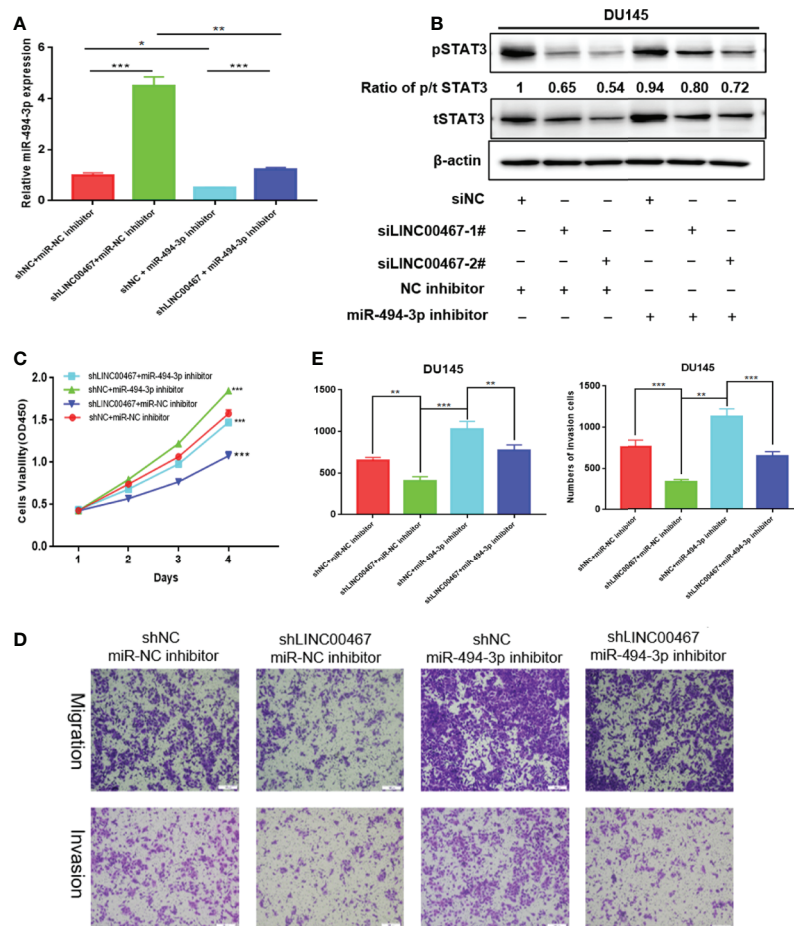 A
Relative miR-494-3p expression
6
4
2
0
*
**
***
***
shNC+miR-NC inhibitor
shLINC00467+miR-NC inhibitor
shNC + miR-494-3p inhibitor
shLINC00467 + miR-494-3p inhibitor
B
DU145
pSTAT3
Ratio of p/t STAT3 1 0.65 0.54 0.94 0.80 0.72
tSTAT3
β-actin
siNC + – – + – –
siLINC00467-1# – + – – + –
siLINC00467-2# – – + – – +
NC inhibitor + + + – – –
miR-494-3p inhibitor – – – + + +
C
Cells Viability(OD450)
2.0
1.5
1.0
0.5
0.0
shLINC00467+miR-494-3p inhibitor
shNC+miR-494-3p inhibitor
shLINC00467+miR-NC inhibitor
shNC+miR-NC inhibitor
***
***
***
1 2 3 4
Days
E
DU145
1500
1000
500
0
**
***
**
shNC+uiR-NC inhibitor
shLINC00467+uiR-NC inhibitor
shNC+miR-494-3p inhibitor
shLINC00467+miR-494-3p inhibitor
DU145
Numbers of Invasion cells
1500
1000
500
0
***
**
***
shNc+miR-NC inhibitor
shLINC00467+miR-NC inhibitor
shNC+miR-494-3p inhibitor
shLINC00467+miR-494-3p inhibitor
D
shNC
miR-NC inhibitor
shLINC00467
miR-NC inhibitor
shNC
miR-494-3p inhibitor
shLINC00467
miR-494-3p inhibitor
Migration
Invasion